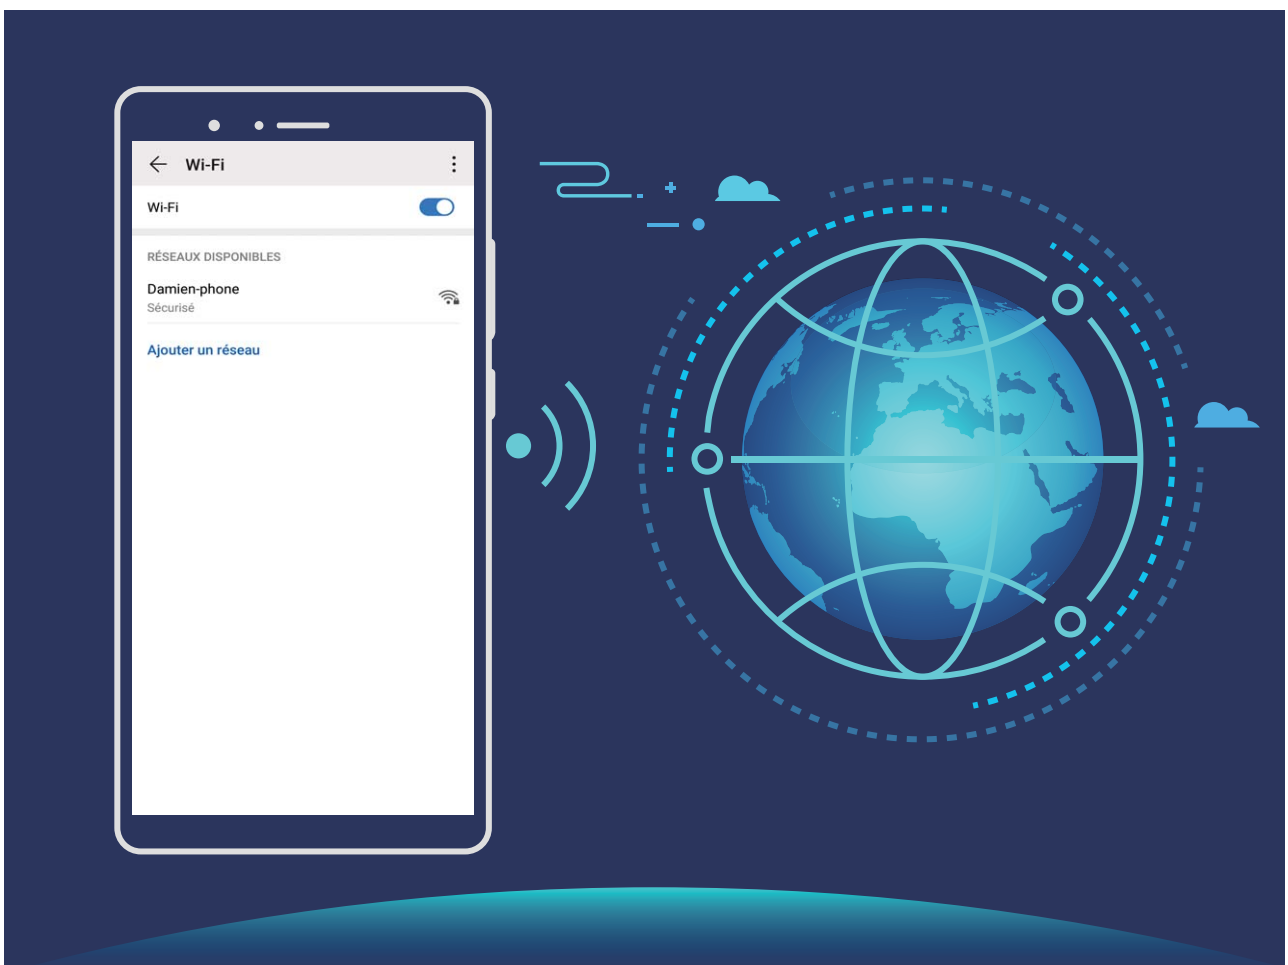 Wi-Fi
Wi-Fi
RÉSEAUX DISPONIBLES
Damien-phone
Sécurisé
Ajouter un réseau